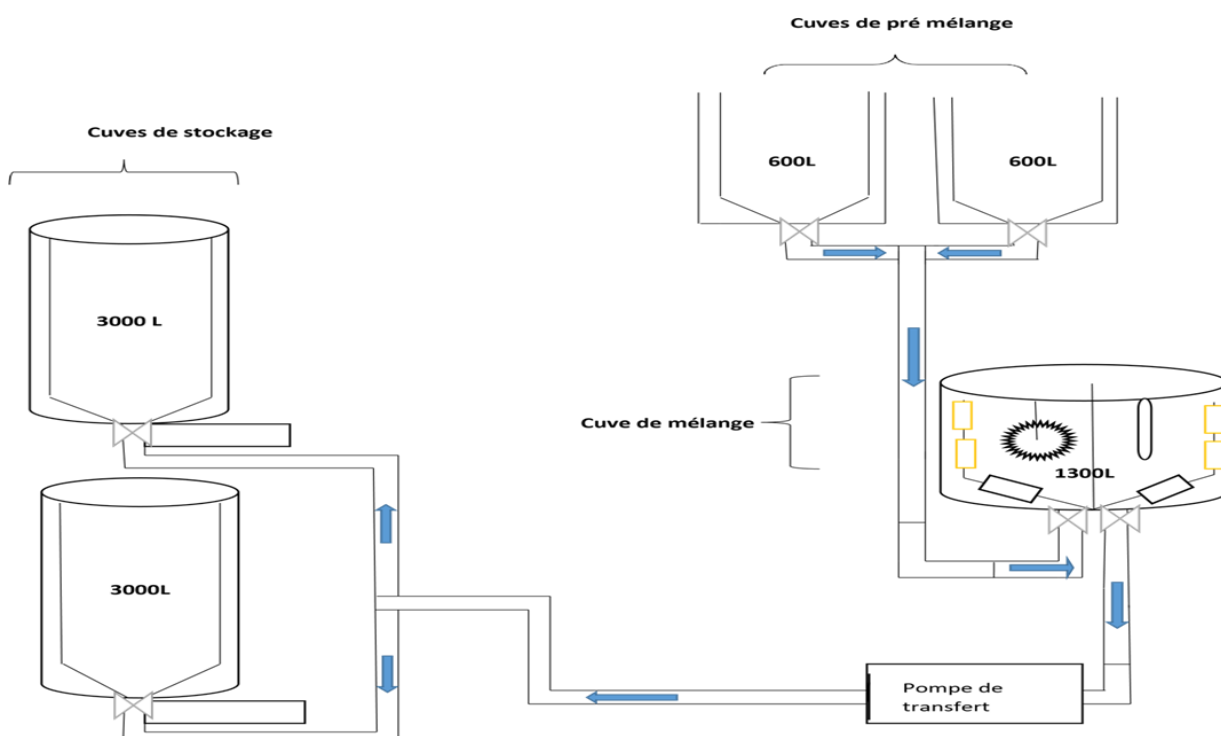 Cuves de pré mélange
Cuves de stockage
600L
600L
3000 L
Cuve de mélange
1300L
3000L
Pompe de
transfert